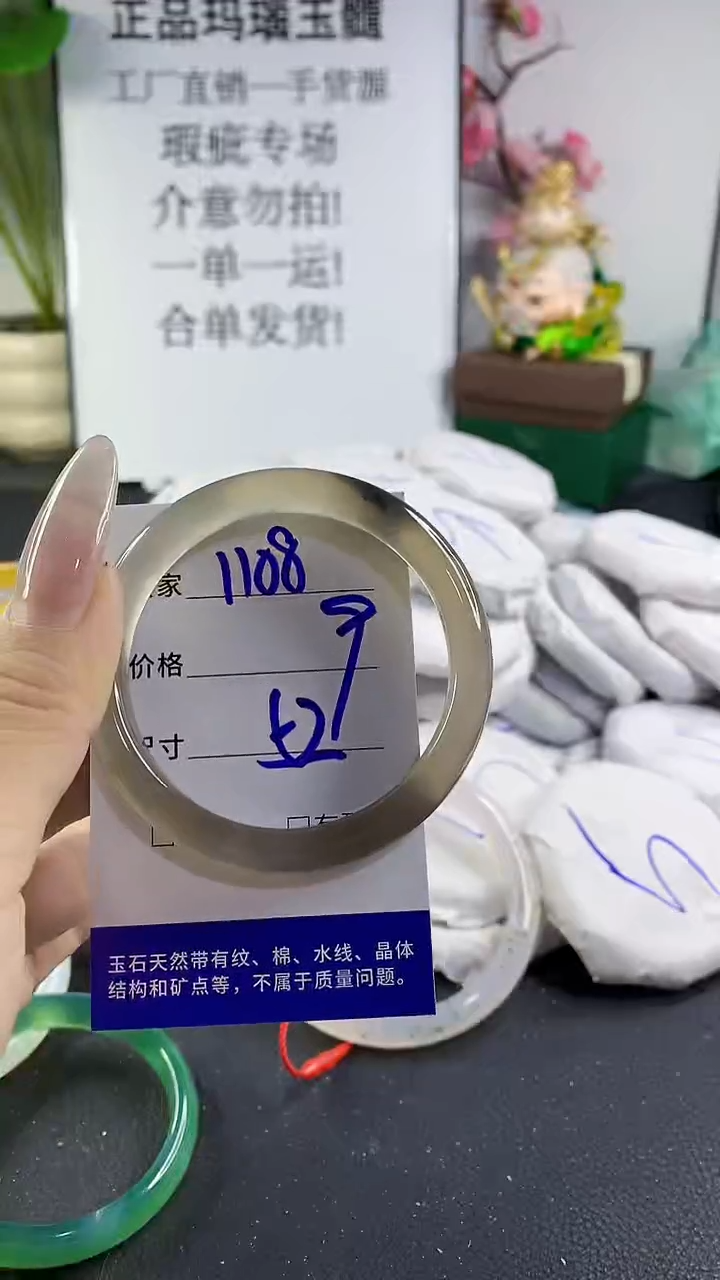 正品玛瑙玉髓
工厂直销一手货源
瑕疵专场
介意勿拍!
一单一运!
合单发货!
家 1108
价格
尺寸 52
玉石天然带有纹、棉、水线、晶体
结构和矿点等，不属于质量问题。